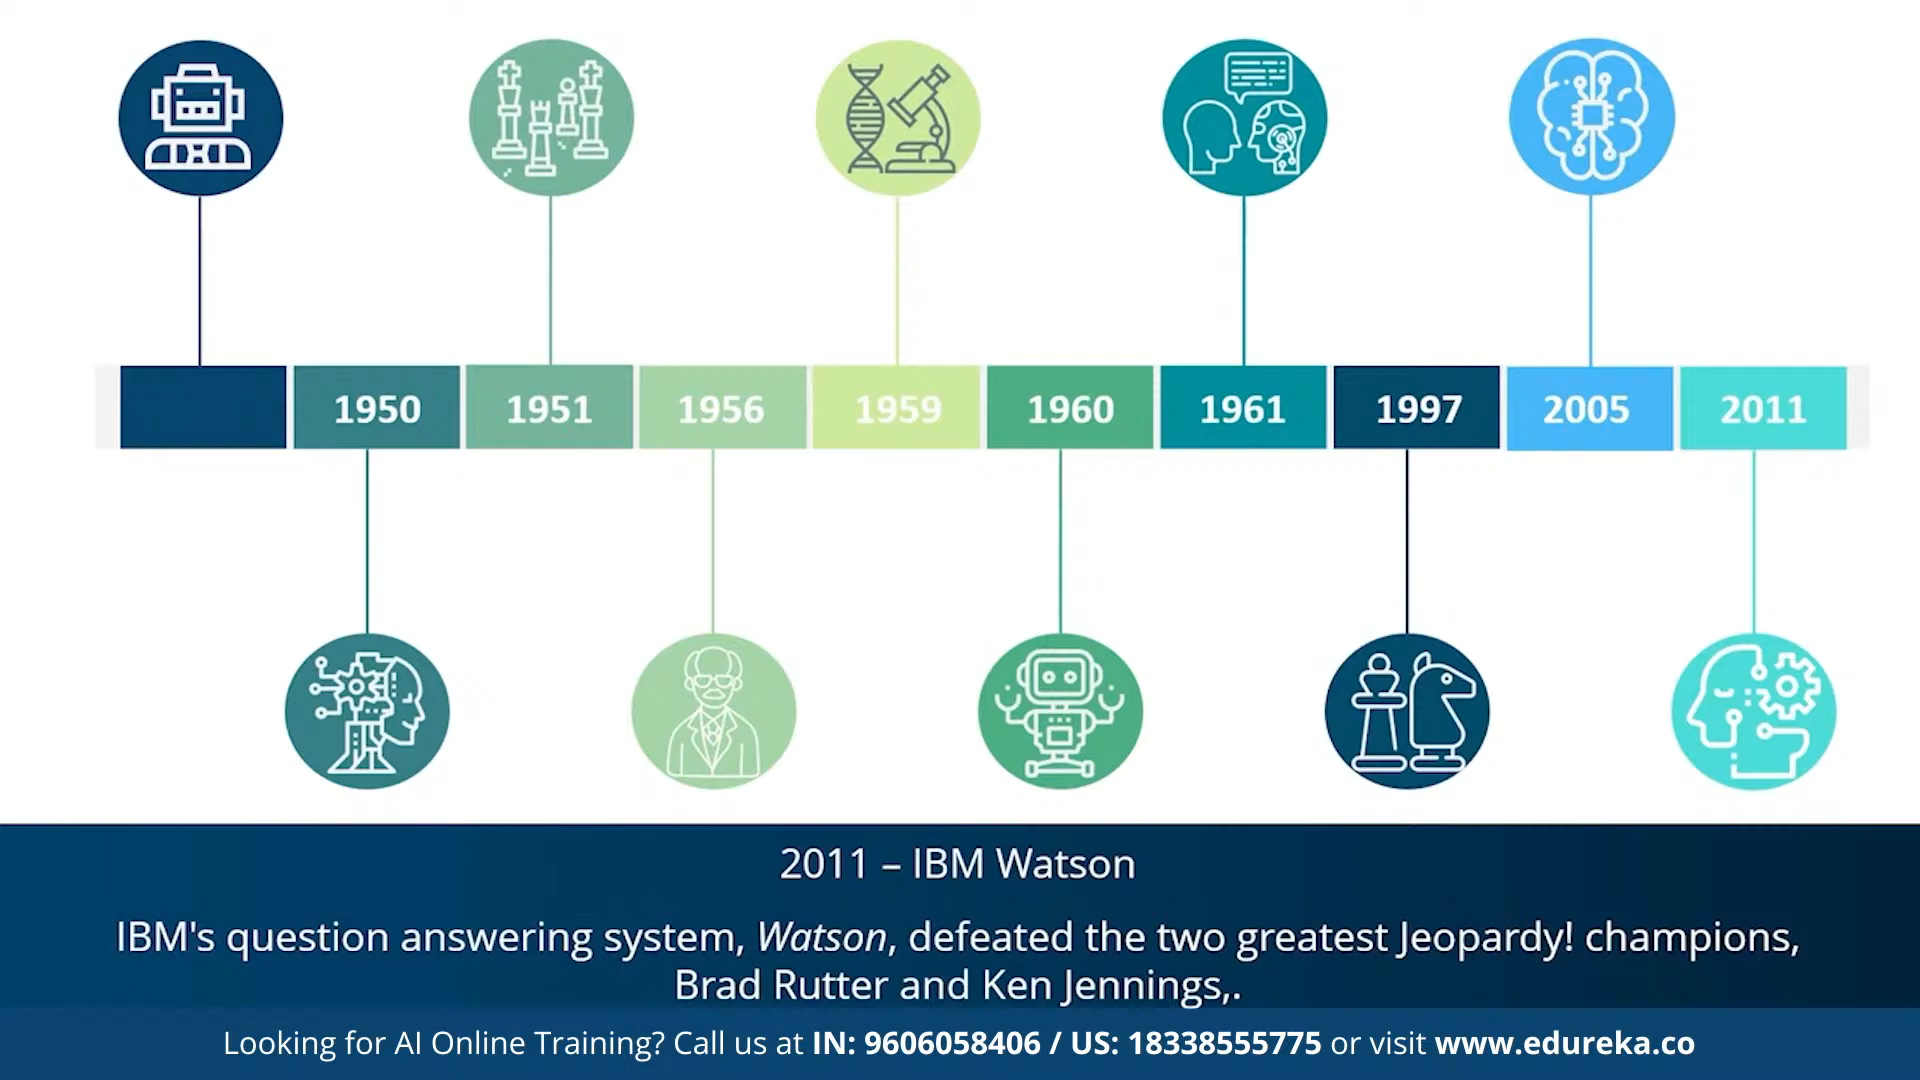 1950 1951 1956 1959 1960 1961 1997 2005 2011
2011 – IBM Watson
IBM's question answering system, Watson, defeated the two greatest Jeopardy! champions,
Brad Rutter and Ken Jennings,.
Looking for AI Online Training? Call us at IN: 9606058406 / US: 18338555775 or visit www.edureka.co